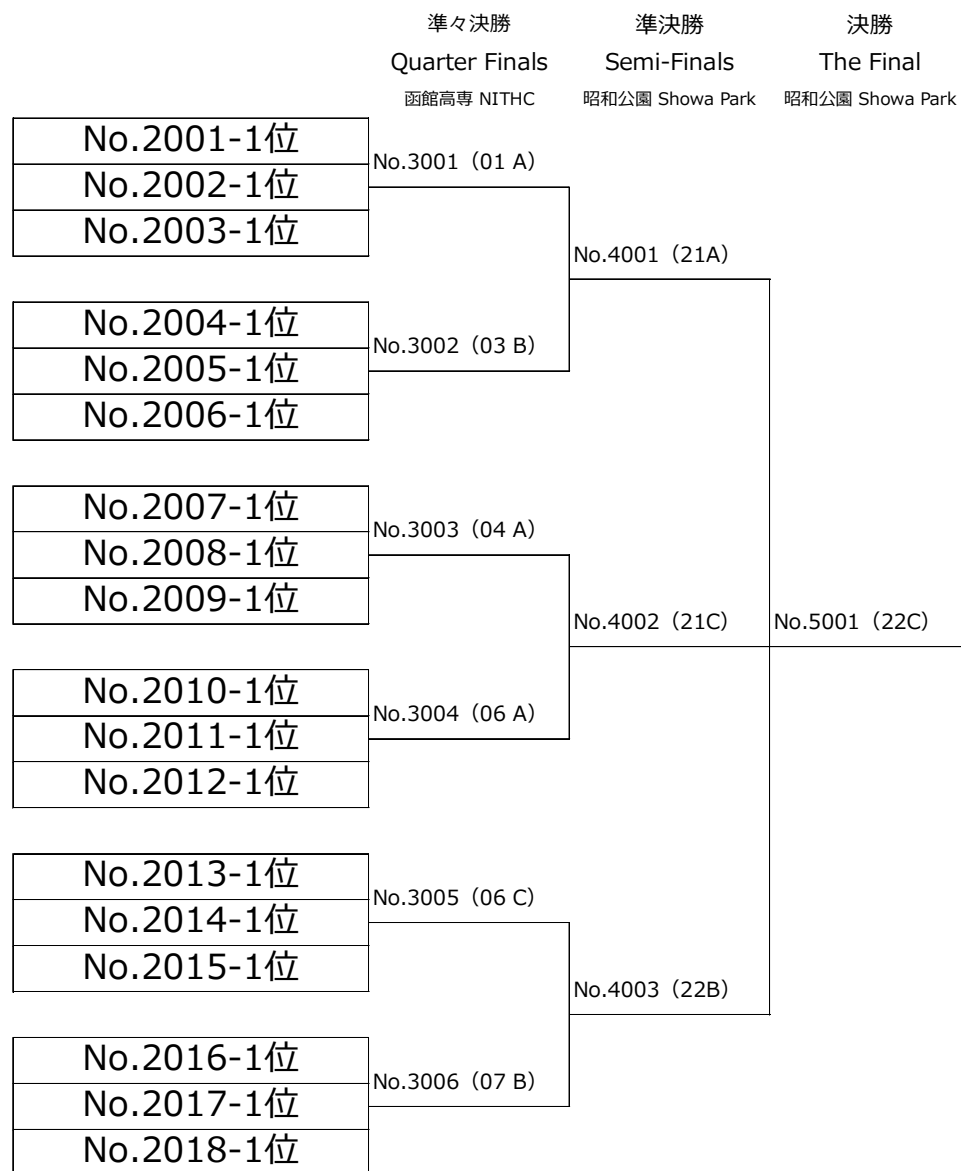 準々決勝 準決勝 決勝
Quarter Finals Semi-Finals The Final
函館高専 NITHC 昭和公園 Showa Park 昭和公園 Showa Park
No.2001-1位
No.3001（01 A）
No.2002-1位
No.2003-1位
No.4001（21A）
No.2004-1位
No.3002（03 B）
No.2005-1位
No.2006-1位
No.2007-1位
No.3003（04 A）
No.2008-1位
No.2009-1位
No.4002（21C） No.5001（22C）
No.2010-1位
No.3004（06 A）
No.2011-1位
No.2012-1位
No.2013-1位
No.3005（06 C）
No.2014-1位
No.2015-1位
No.4003（22B）
No.2016-1位
No.3006（07 B）
No.2017-1位
No.2018-1位